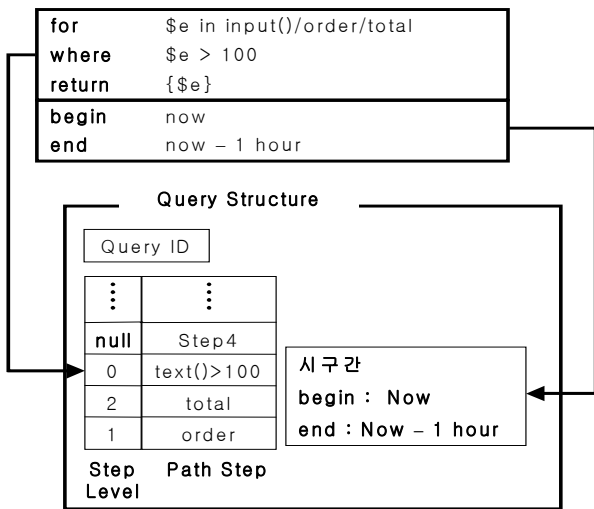 for $e in input()/order/total
where $e > 100
return {$e}
begin now
end now – 1 hour
Query Structure
Query ID
null Step4
0 text()>100
2 total
1 order
Step Level Path Step
시구간
begin : Now
end : Now – 1 hour